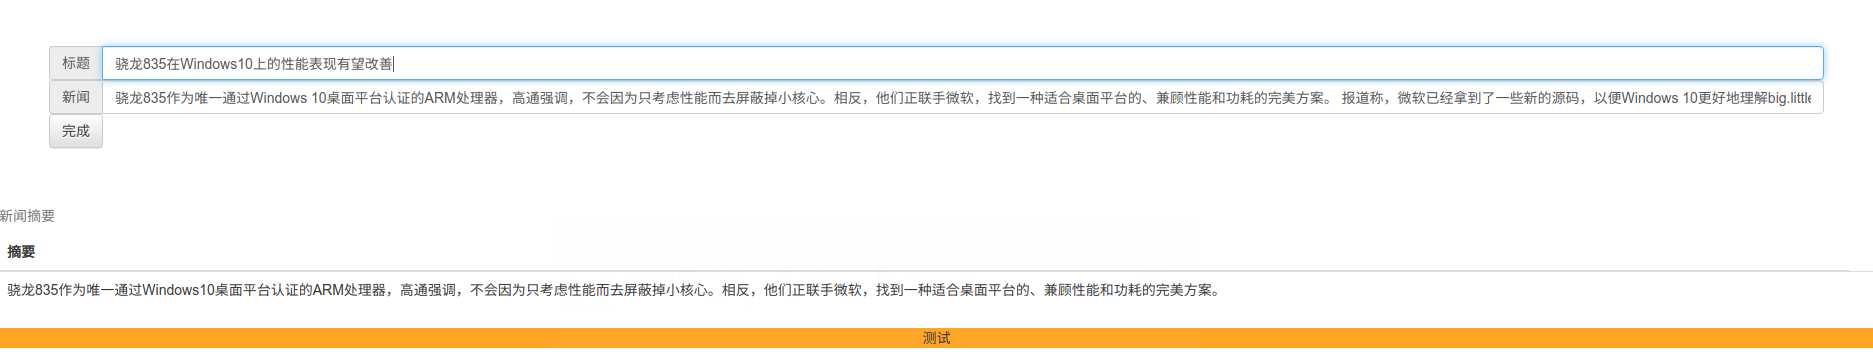 标题 骁龙835在Windows10上的性能表现有望改善
新闻 骁龙835作为唯一通过Windows 10桌面平台认证的ARM处理器，高通强调，不会因为只考虑性能而去屏蔽掉小核心。相反，他们正联手微软，找到一种适合桌面平台的、兼顾性能和功耗的完美方案。 报道称，微软已经拿到了一些新的源码，以便Windows 10更好地理解big.little
完成
新闻摘要
摘要
骁龙835作为唯一通过Windows10桌面平台认证的ARM处理器，高通强调，不会因为只考虑性能而去屏蔽掉小核心。相反，他们正联手微软，找到一种适合桌面平台的、兼顾性能和功耗的完美方案。
测试